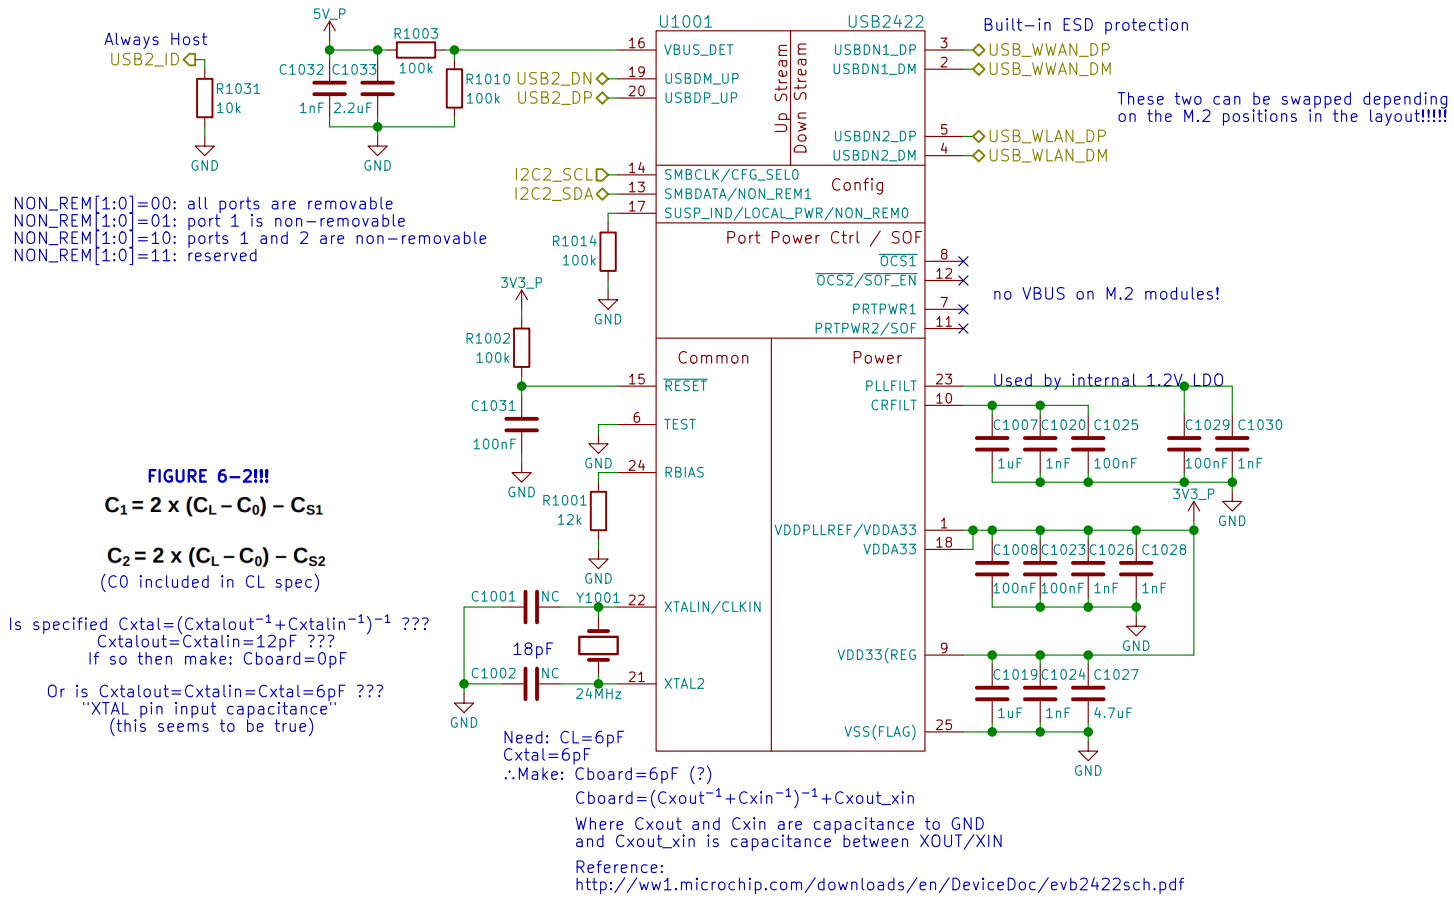 5V_P
U1001
USB2422
Built-in ESD protection
Always Host
USB2_ID
R1031
10k
GND
C1032
1nF
C1033
2.2uF
R1003
100k
R1010
100k
GND
16
VBUS_DET
USB2_DN
19
USBDM_UP
USB2_DP
20
USBDP_UP
Up Stream
Down Stream
USBDN1_DP
3
USB_WWAN_DP
USBDN1_DM
2
USB_WWAN_DM
These two can be swapped depending
on the M.2 positions in the layout!!!!!
USBDN2_DP
5
USB_WLAN_DP
USBDN2_DM
4
USB_WLAN_DM
I2C2_SCL
14
SMBCLK/CFG_SEL0
I2C2_SDA
13
SMBDATA/NON_REM1
17
SUSP_IND/LOCAL_PWR/NON_REM0
Config
NON_REM[1:0]=00: all ports are removable
NON_REM[1:0]=01: port 1 is non-removable
NON_REM[1:0]=10: ports 1 and 2 are non-removable
NON_REM[1:0]=11: reserved
R1014
100k
GND
Port Power Ctrl / SOF
OCS1
8
OCS2/SOF_EN
12
PRTPWR1
7
PRTPWR2/SOF
11
no VBUS on M.2 modules!
3V3_P
R1002
100k
15
RESET
C1031
100nF
GND
Common
Power
6
TEST
GND
24
RBIAS
R1001
12k
GND
PLLFILT
23
Used by internal 1.2V LDO
CRFILT
10
C1007
1uF
C1020
1nF
C1025
100nF
C1029
100nF
C1030
1nF
GND
3V3_P
VDDPLLREF/VDDA33
1
VDDA33
18
C1008
100nF
C1023
100nF
C1026
1nF
C1028
1nF
GND
FIGURE 6-2!!!
C1 = 2 x (CL – C0) – CS1
C2 = 2 x (CL – C0) – CS2
(C0 included in CL spec)
Is specified Cxtal=(Cxtalout⁻¹+Cxtalin⁻¹)⁻¹ ???
Cxtalout=Cxtalin=12pF ???
If so then make: Cboard=0pF
Or is Cxtalout=Cxtalin=Cxtal=6pF ???
"XTAL pin input capacitance"
(this seems to be true)
C1001
NC
Y1001
22
XTALIN/CLKIN
18pF
C1002
NC
24MHz
21
XTAL2
GND
VDD33(REG
9
C1019
1uF
C1024
1nF
C1027
4.7uF
VSS(FLAG)
25
GND
Need: CL=6pF
Cxtal=6pF
∴Make: Cboard=6pF (?)
Cboard=(Cxout⁻¹+Cxin⁻¹)⁻¹+Cxout_xin
Where Cxout and Cxin are capacitance to GND
and Cxout_xin is capacitance between XOUT/XIN
Reference:
http://ww1.microchip.com/downloads/en/DeviceDoc/evb2422sch.pdf